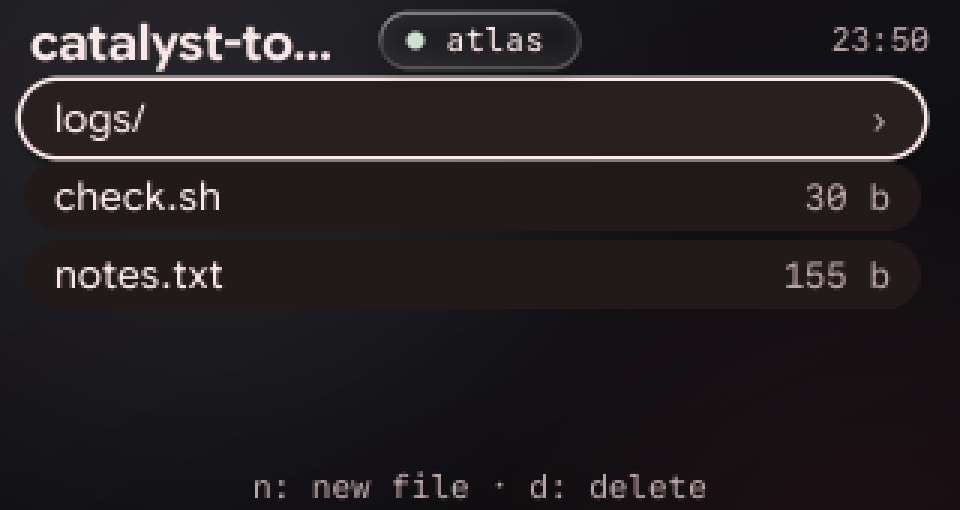 catalyst-to... atlas 23:50
logs/ ›
check.sh 30 b
notes.txt 155 b
n: new file · d: delete